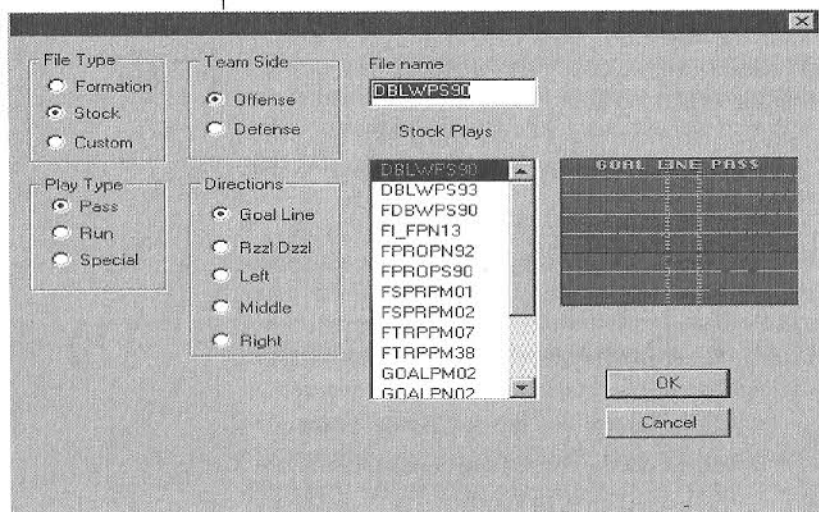 File Type
Formation
Stock
Custom
Team Side
Offense
Defense
File name
DBLWPS90
Stock Plays
DBLWPS90
DBLWPS93
FDBWPS90
FI_FPN13
FPROPN92
FPROPS90
FSPRPM01
FSPRPM02
FTRPPM07
FTRPPM38
GOALPM02
GOALPN02
Play Type
Pass
Run
Special
Directions
Goal Line
Rzzl Dzzl
Left
Middle
Right
GOAL LINE PASS
OK
Cancel